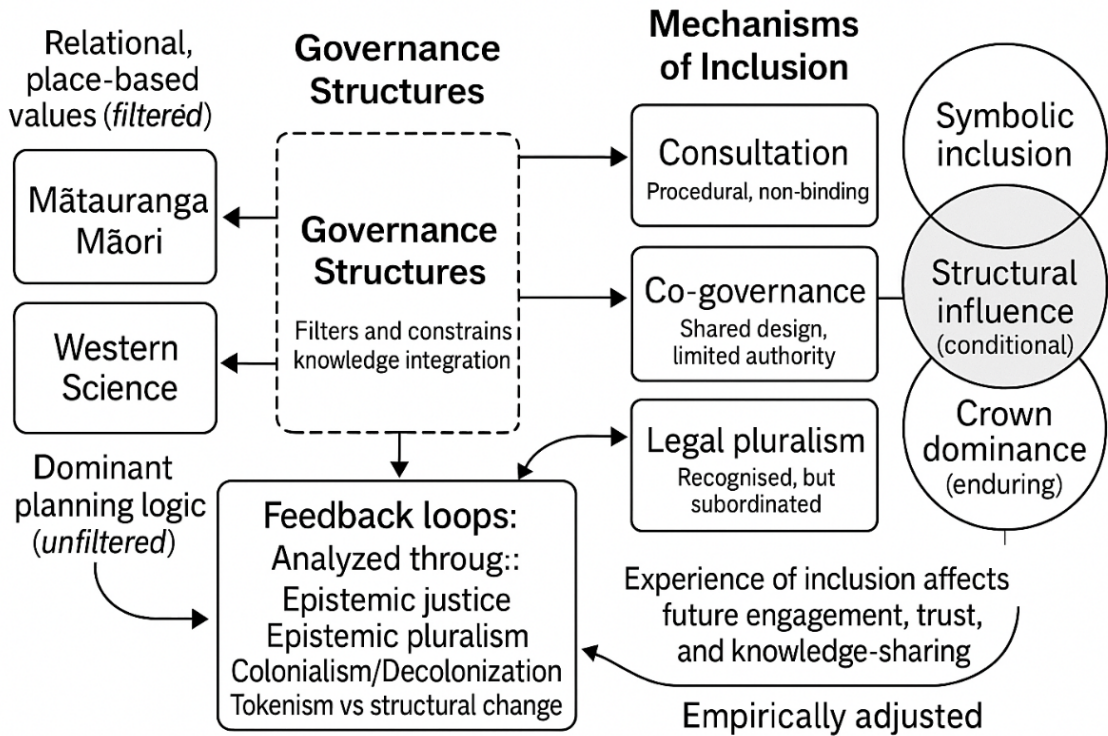 Relational,
place-based
values (filtered)
Mãtauranga
Mãori
Western
Science
Dominant
planning logic
(unfiltered)
Governance
Structures
Governance
Structures
Filters and constrains
knowledge integration
Feedback loops:
Analyzed throug::
Epistemic justice
Epistemic pluralism
Colonialism/Decolonization
Tokenism vs structural change
Mechanisms
of Inclusion
Consultation
Procedural, non-binding
Co-governance
Shared design,
limited authority
Legal pluralism
Recognised, but
subordinated
Symbolic
inclusion
Structural
influence
(conditional)
Crown
dominance
(enduring)
Experience of inclusion affects
future engagement, trust,
and knowledge-sharing
Empirically adjusted